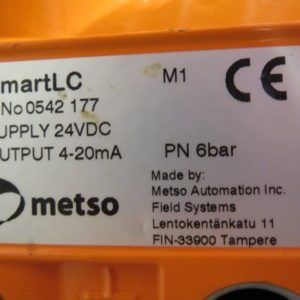 martLC M1 CE
No 0542 177
UPPLY 24VDC
UTPUT 4-20mA PN 6bar
Made by:
Metso Automation Inc.
Field Systems
Lentokentänkatu 11
FIN-33900 Tampere
metso